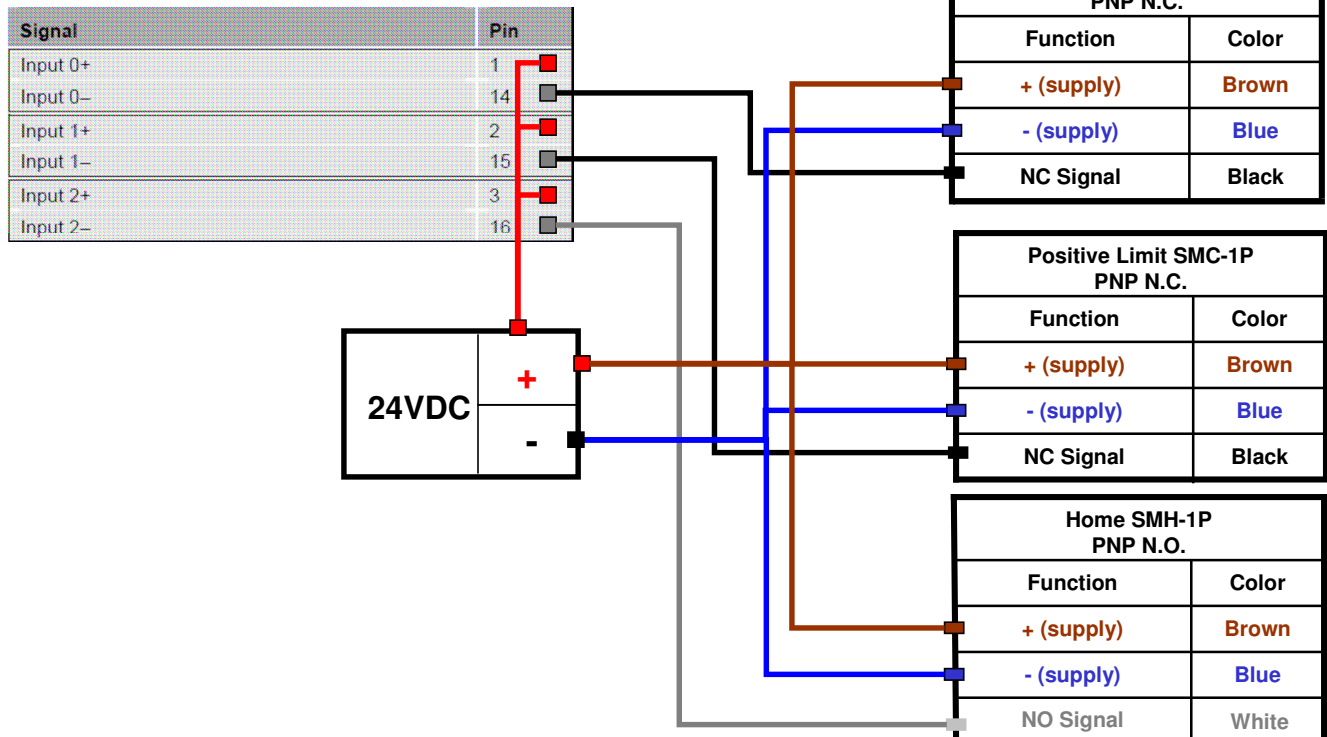 Signal Pin
Input 0+ 1
Input 0– 14
Input 1+ 2
Input 1– 15
Input 2+ 3
Input 2– 16
24VDC
+
-
PNP N.C.
Function Color
+ (supply) Brown
- (supply) Blue
NC Signal Black
Positive Limit SMC-1P
PNP N.C.
Function Color
+ (supply) Brown
- (supply) Blue
NC Signal Black
Home SMH-1P
PNP N.O.
Function Color
+ (supply) Brown
- (supply) Blue
NO Signal White